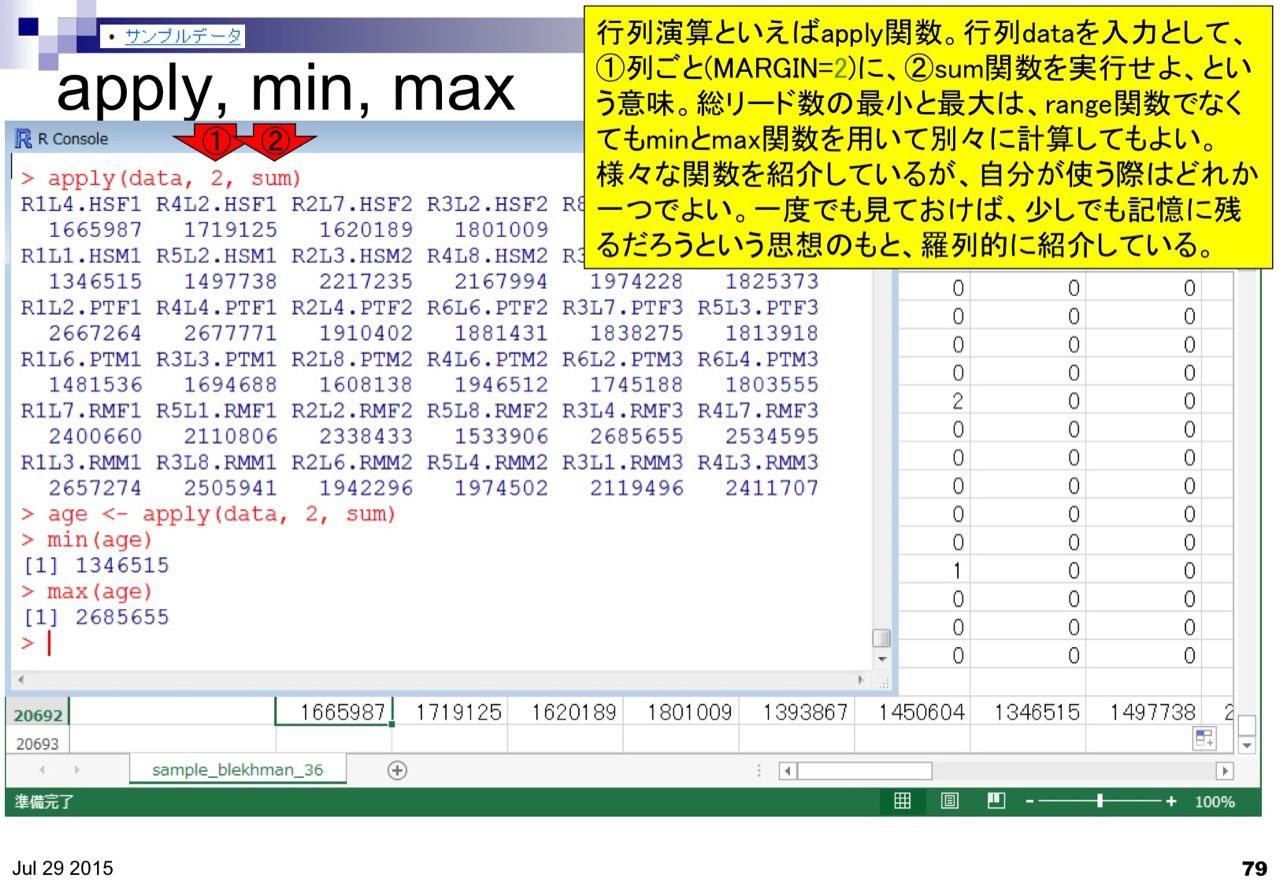 • サンプルデータ
apply, min, max
行列演算といえばapply関数。行列dataを入力として、
①列ごと(MARGIN=2)に、②sum関数を実行せよ、とい
う意味。総リード数の最小と最大は、range関数でなく
てもminとmax関数を用いて別々に計算してもよい。
様々な関数を紹介しているが、自分が使う際はどれか
一つでよい。一度でも見ておけば、少しでも記憶に残
るだろうという思想のもと、羅列的に紹介している。
R Console
① ②
> apply(data, 2, sum)
R1L4.HSF1 R4L2.HSF1 R2L7.HSF2 R3L2.HSF2
1665987 1719125 1620189 1801009
R1L1.HSM1 R5L2.HSM1 R2L3.HSM2 R4L8.HSM2
1346515 1497738 2217235 2167994 1974228 1825373
R1L2.PTF1 R4L4.PTF1 R2L4.PTF2 R6L6.PTF2 R3L7.PTF3 R5L3.PTF3
2667264 2677771 1910402 1881431 1838275 1813918
R1L6.PTM1 R3L3.PTM1 R2L8.PTM2 R4L6.PTM2 R6L2.PTM3 R6L4.PTM3
1481536 1694688 1608138 1946512 1745188 1803555
R1L7.RMF1 R5L1.RMF1 R2L2.RMF2 R5L8.RMF2 R3L4.RMF3 R4L7.RMF3
2400660 2110806 2338433 1533906 2685655 2534595
R1L3.RMM1 R3L8.RMM1 R2L6.RMM2 R5L4.RMM2 R3L1.RMM3 R4L3.RMM3
2657274 2505941 1942296 1974502 2119496 2411707
> age <- apply(data, 2, sum)
> min(age)
[1] 1346515
> max(age)
[1] 2685655
>
0 0 0
0 0 0
0 0 0
0 0 0
2 0 0
0 0 0
0 0 0
0 0 0
0 0 0
0 0 0
1 0 0
0 0 0
0 0 0
0 0 0
20692 1665987 1719125 1620189 1801009 1393867 1450604 1346515 1497738 2
20693
sample_blekhman_36
準備完了 100%
Jul 29 2015
79